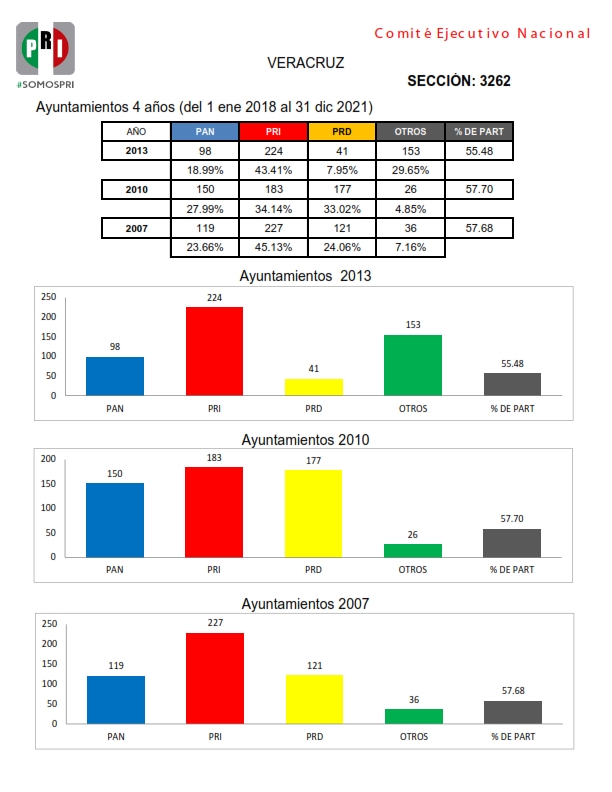 Comité Ejecutivo Nacional
PRI
#SOMOSPRI
VERACRUZ
SECCIÓN: 3262
Ayuntamientos 4 años (del 1 ene 2018 al 31 dic 2021)
AÑO PAN PRI PRD OTROS % DE PART
2013 98 224 41 153 55.48
18.99% 43.41% 7.95% 29.65%
2010 150 183 177 26 57.70
27.99% 34.14% 33.02% 4.85%
2007 119 227 121 36 57.68
23.66% 45.13% 24.06% 7.16%
Ayuntamientos 2013
250
200
150
100
50
0
98
224
41
153
55.48
PAN PRI PRD OTROS % DE PART
Ayuntamientos 2010
200
150
100
50
0
150
183
177
26
57.70
PAN PRI PRD OTROS % DE PART
Ayuntamientos 2007
250
200
150
100
50
0
119
227
121
36
57.68
PAN PRI PRD OTROS % DE PART